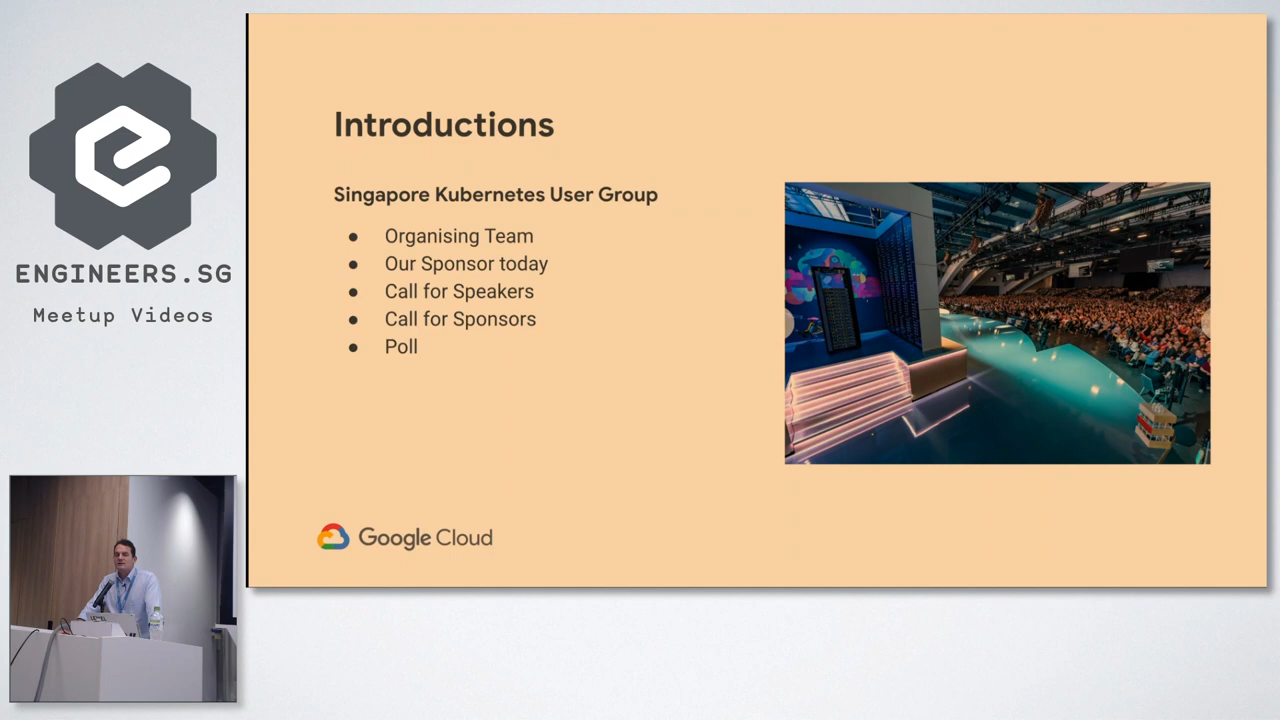 ENGINEERS.SG
Meetup Videos
Introductions
Singapore Kubernetes User Group
● Organising Team
● Our Sponsor today
● Call for Speakers
● Call for Sponsors
● Poll
Google Cloud